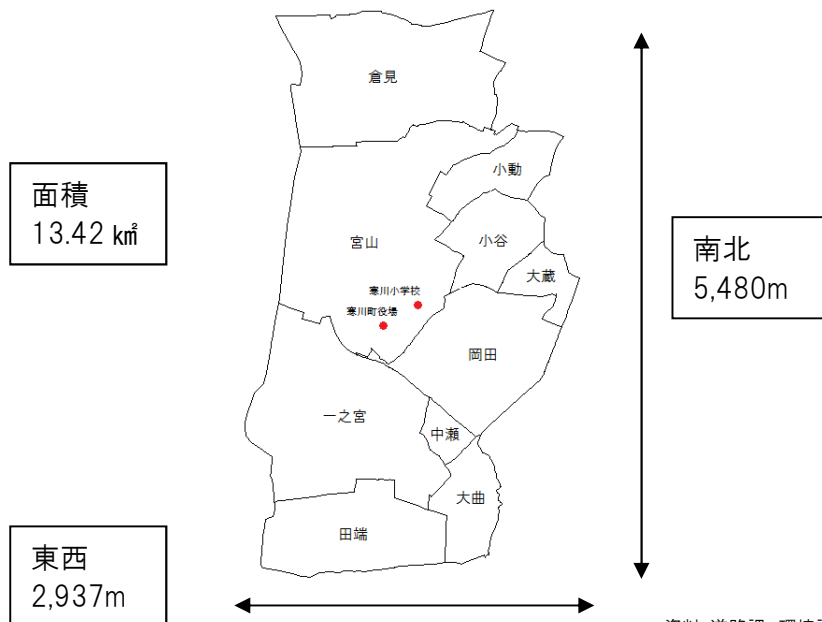 倉見
小動
面積
13.42 ㎢
宮山
小谷
大蔵
南北
5,480m
寒川小学校
寒川町役場
岡田
一之宮
中瀬
大曲
田端
東西
2,937m